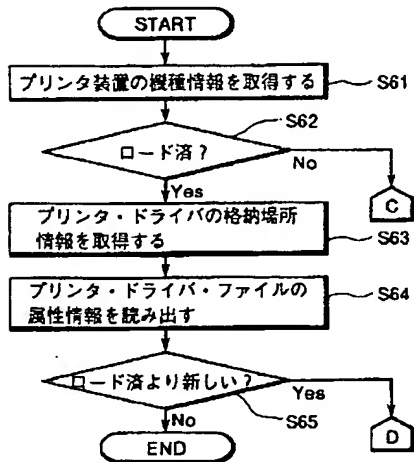 START
プリンタ装置の機種情報を取得する
S61
S62
ロード済？
No
C
Yes
プリンタ・ドライバの格納場所
情報を取得する
S63
プリンタ・ドライバ・ファイルの
属性情報を読み出す
S64
ロード済より新しい？
Yes
S65
No
D
END